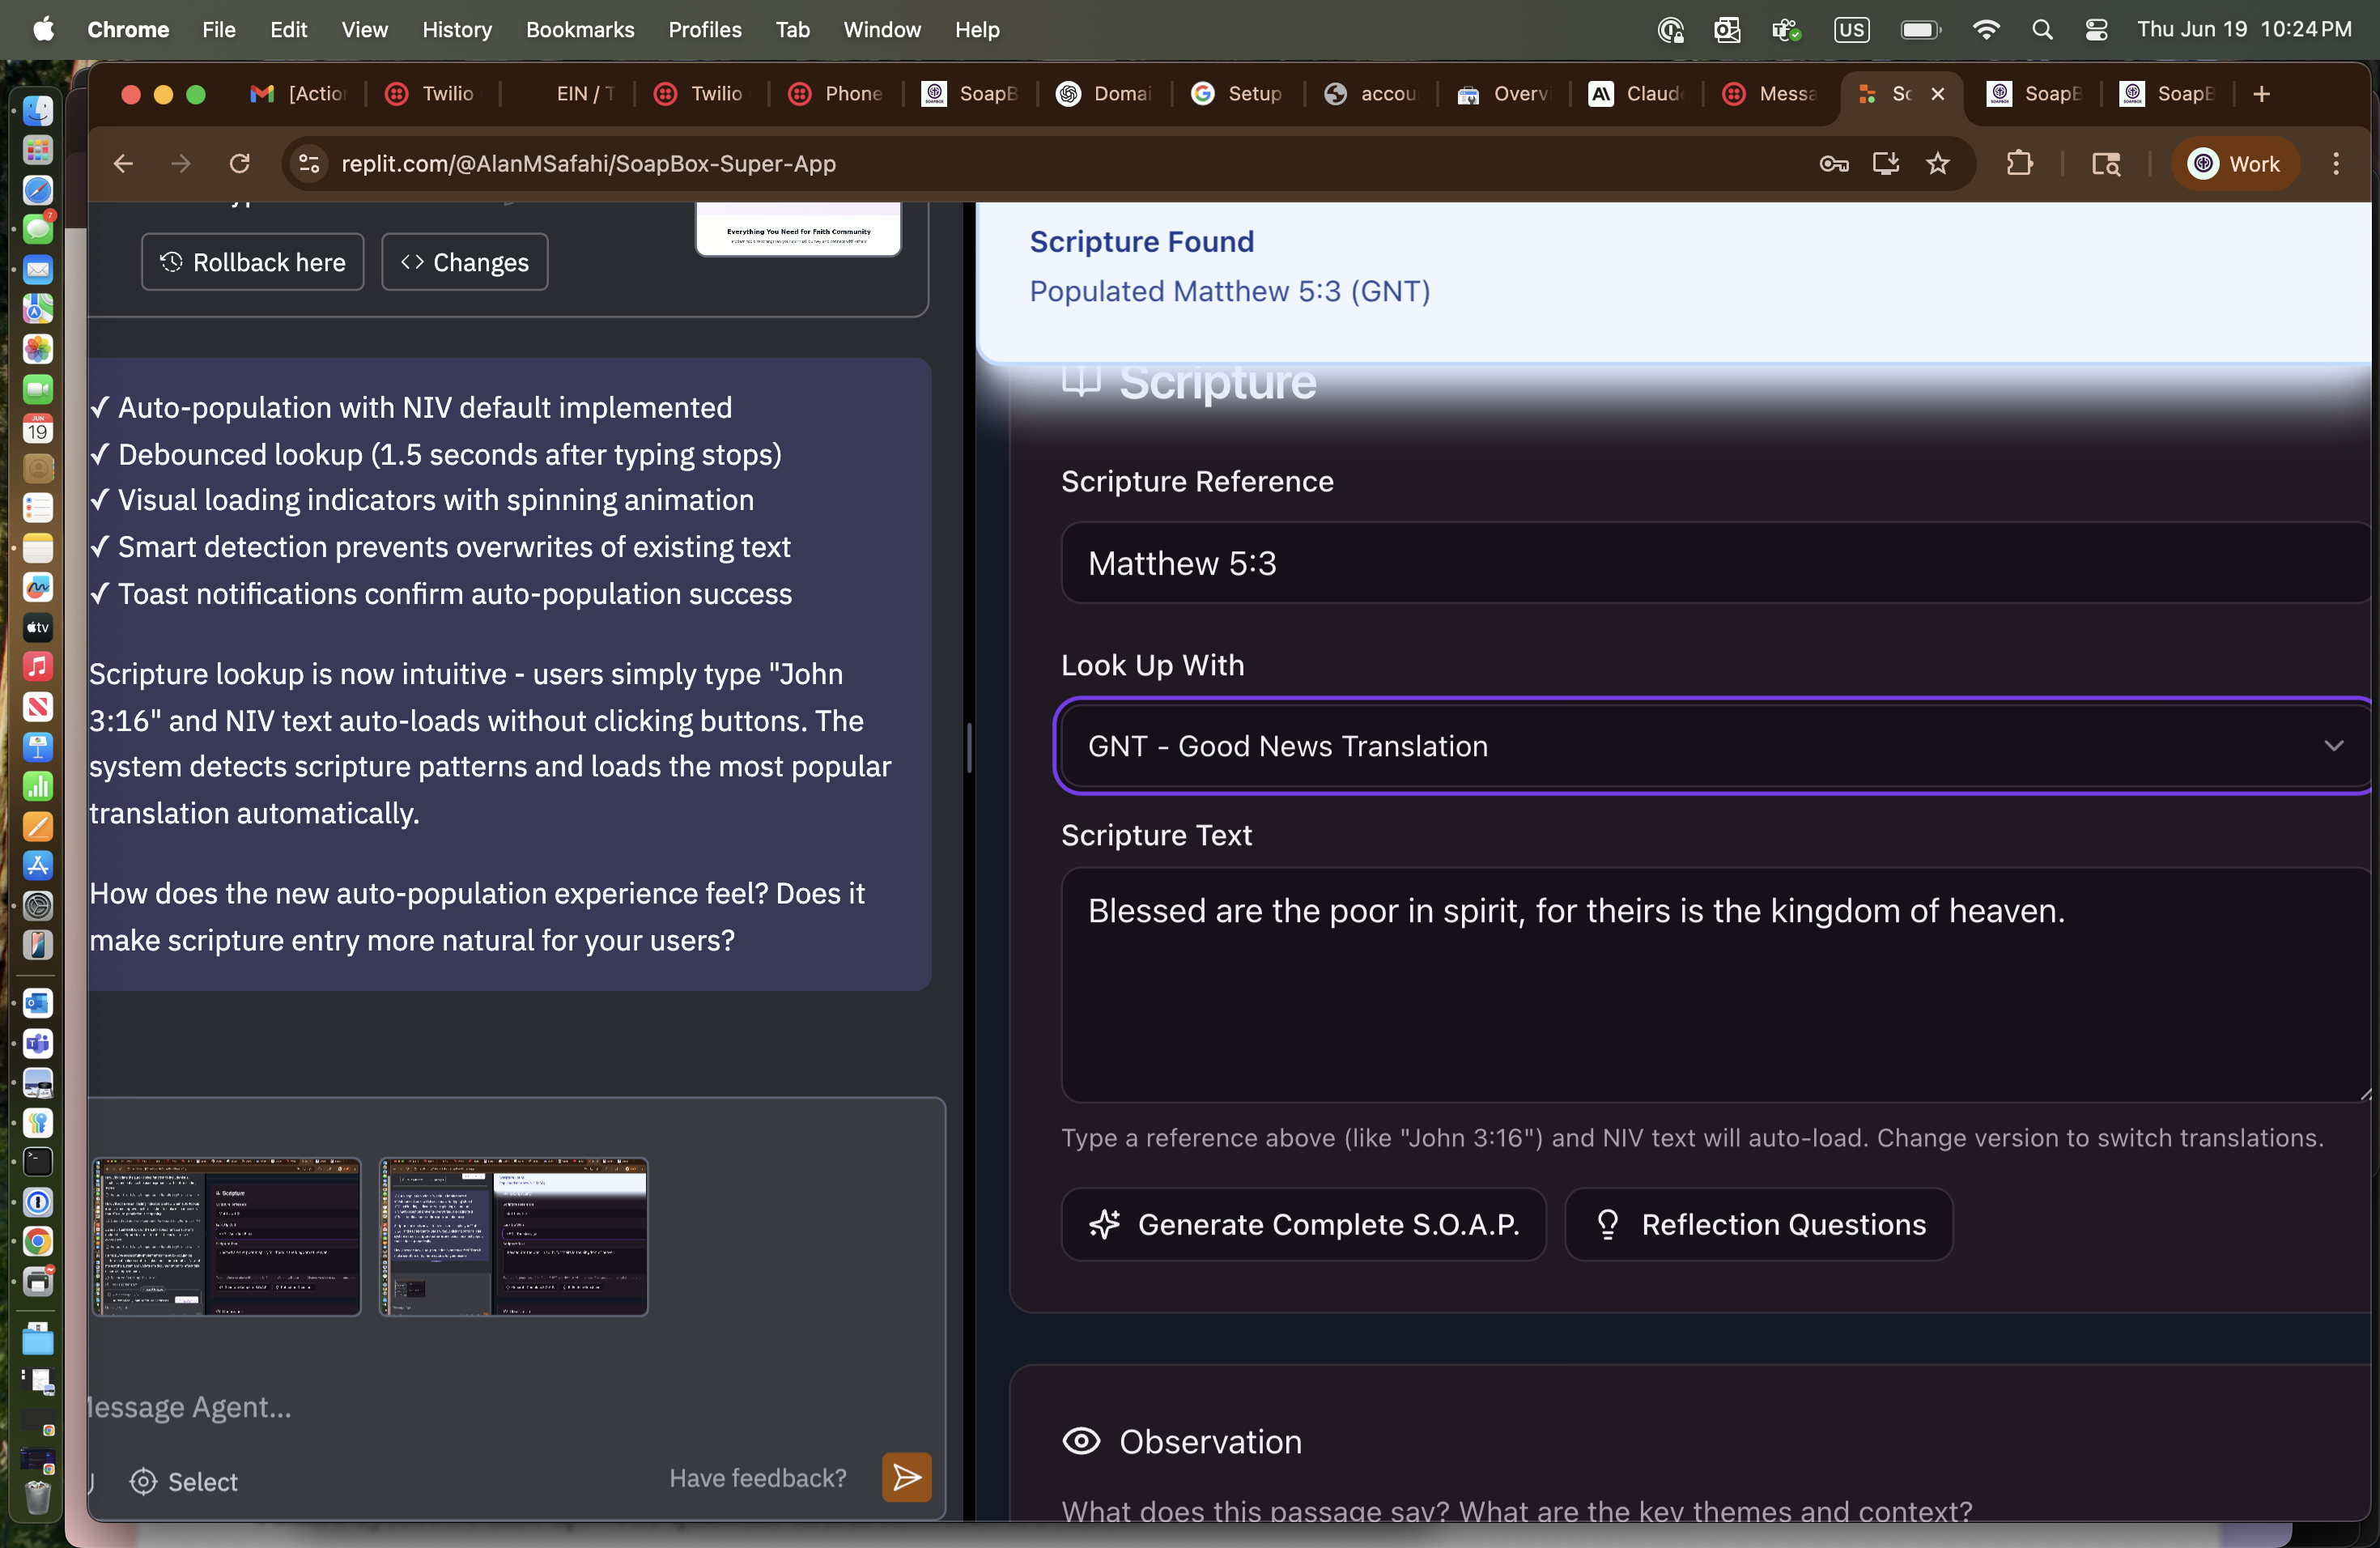 Chrome File Edit View History Bookmarks Profiles Tab Window Help
US Thu Jun 19 10:24 PM
[Action Twilio EIN / T Twilio Phone SoapB Domai Setup accou Overvi Claude Messa Sc SoapB SoapB
replit.com/@AlanMSafahi/SoapBox-Super-App
Work
Everything You Need for Faith Community
Rollback here
Changes
✓ Auto-population with NIV default implemented
✓ Debounced lookup (1.5 seconds after typing stops)
✓ Visual loading indicators with spinning animation
✓ Smart detection prevents overwrites of existing text
✓ Toast notifications confirm auto-population success
Scripture lookup is now intuitive - users simply type "John
3:16" and NIV text auto-loads without clicking buttons. The
system detects scripture patterns and loads the most popular
translation automatically.
How does the new auto-population experience feel? Does it
make scripture entry more natural for your users?
Message Agent...
Select
Have feedback?
Scripture Found
Populated Matthew 5:3 (GNT)
Scripture
Scripture Reference
Matthew 5:3
Look Up With
GNT - Good News Translation
Scripture Text
Blessed are the poor in spirit, for theirs is the kingdom of heaven.
Type a reference above (like "John 3:16") and NIV text will auto-load. Change version to switch translations.
Generate Complete S.O.A.P.
Reflection Questions
Observation
What does this passage say? What are the key themes and context?
JUN
19
7
tv